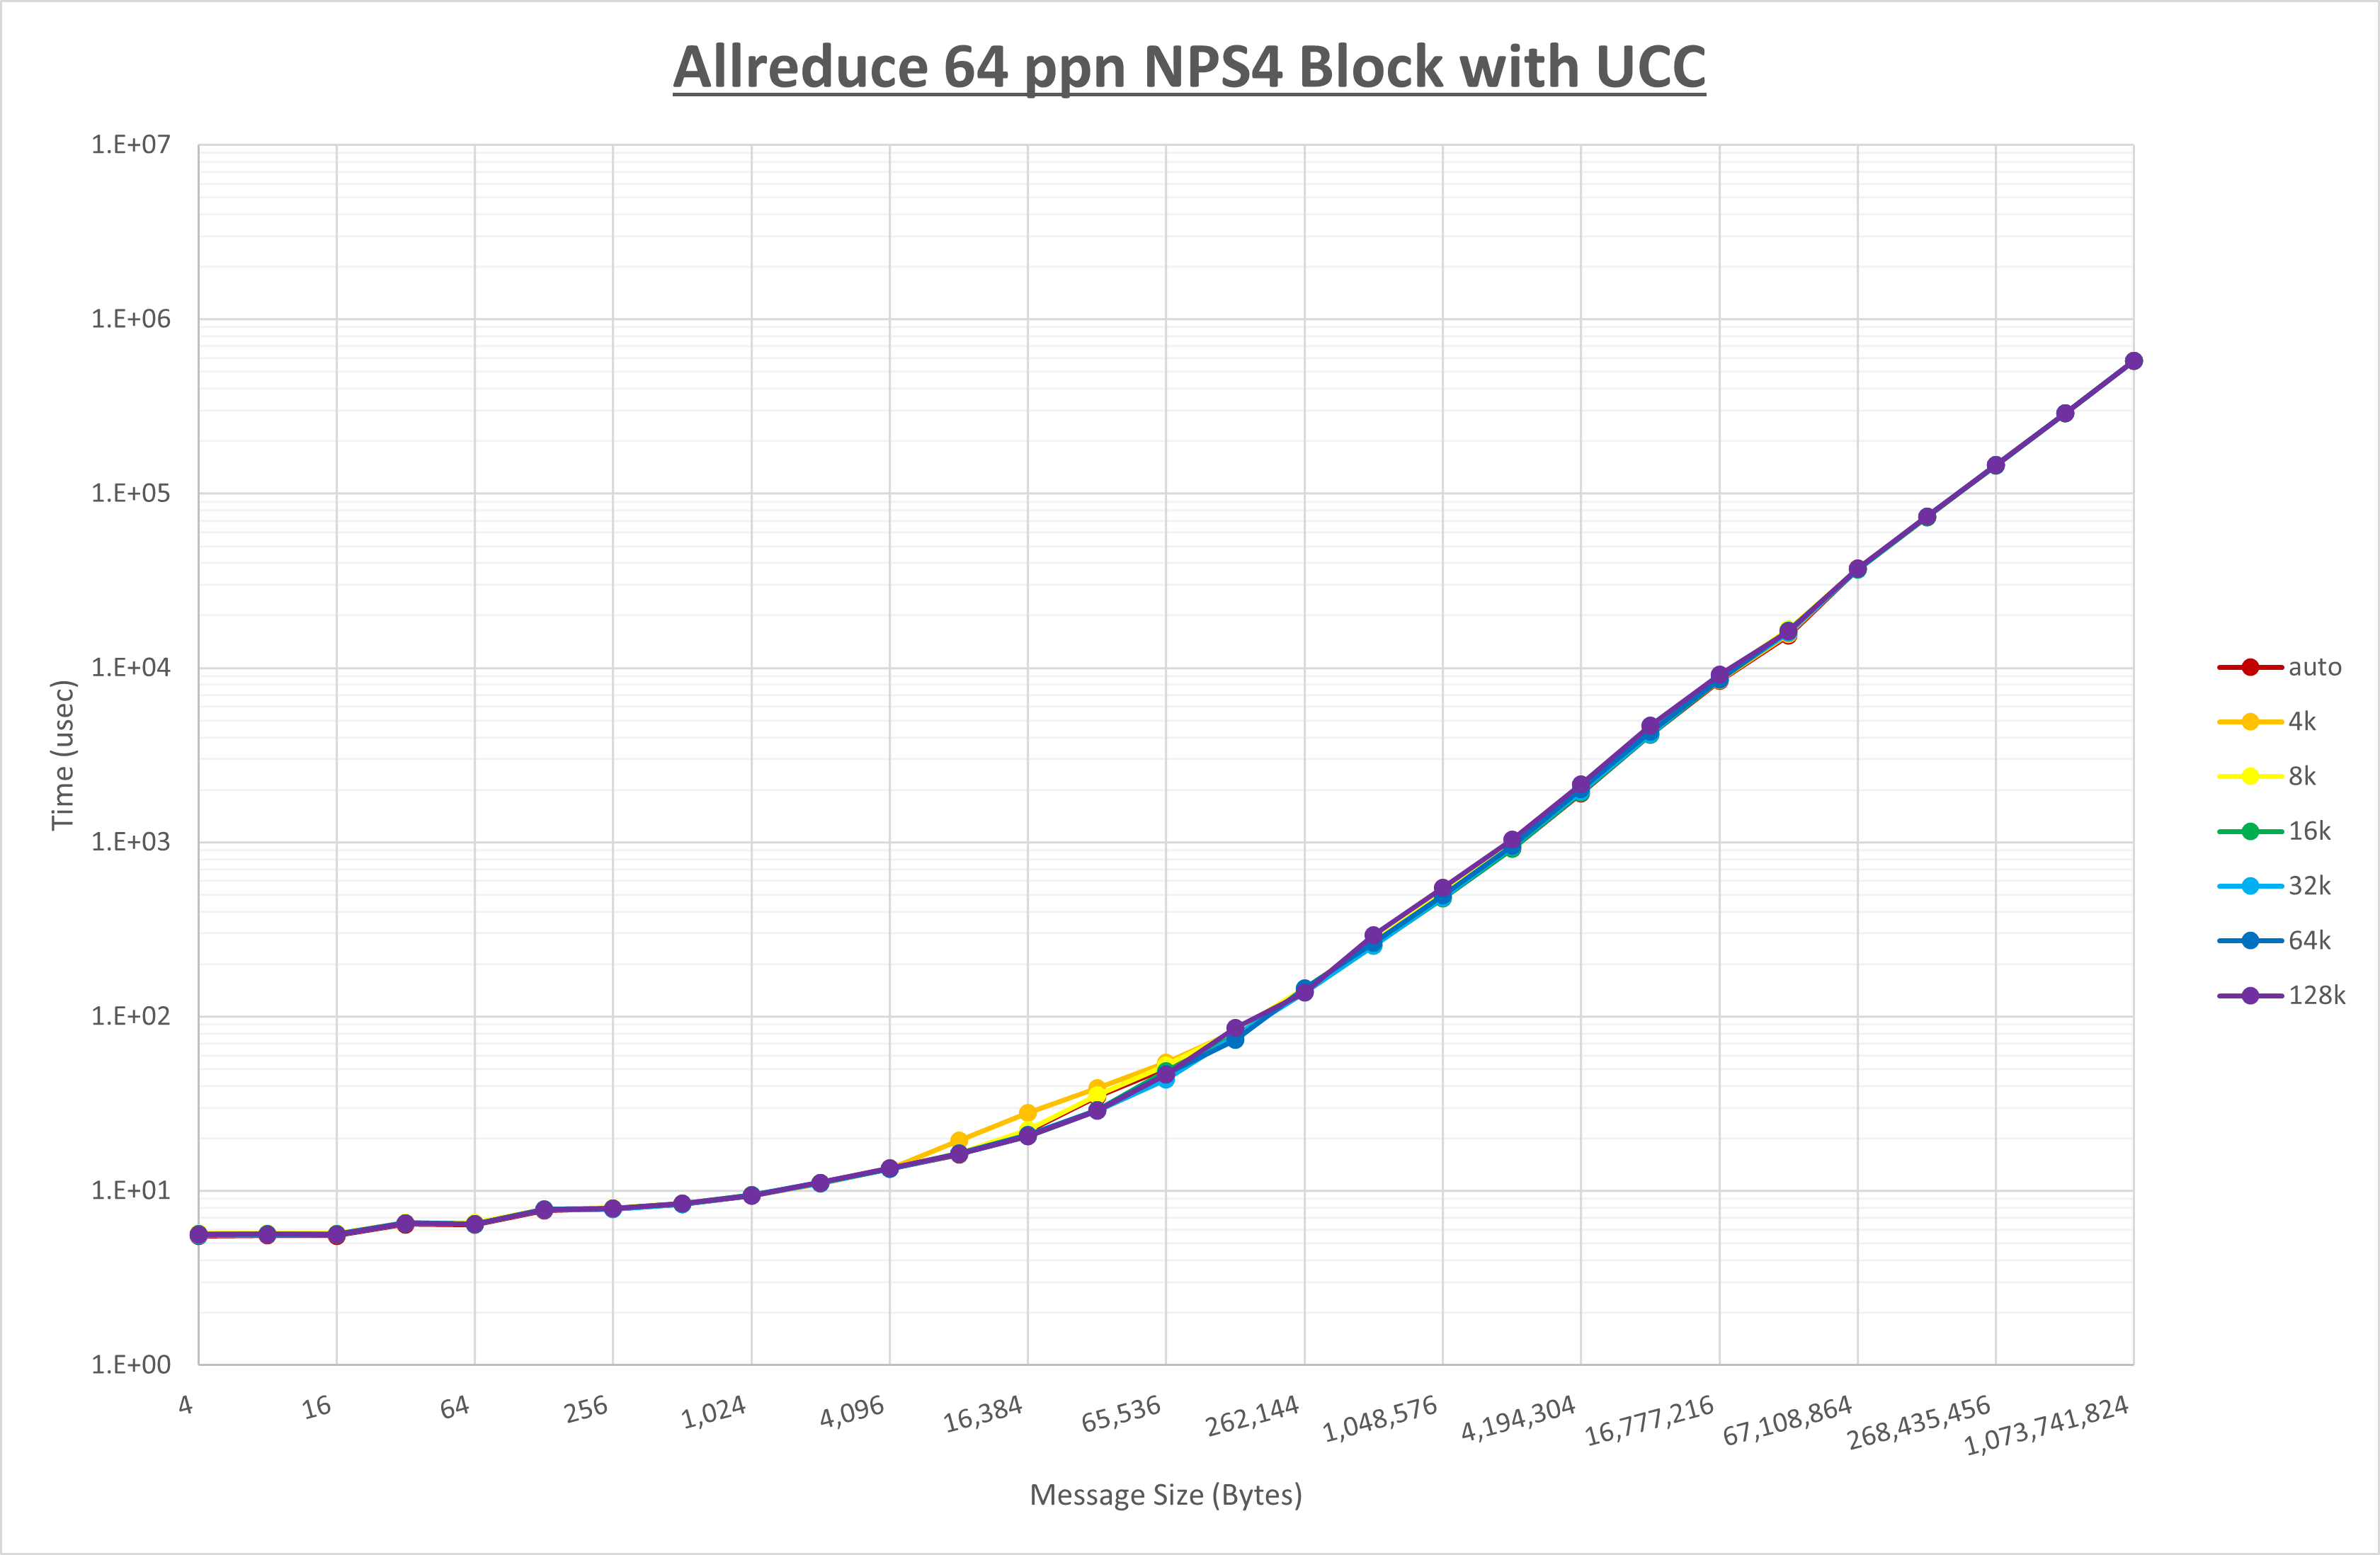 Allreduce 64 ppn NPS4 Block with UCC
1.E+07
1.E+06
1.E+05
1.E+04
1.E+03
1.E+02
1.E+01
1.E+00
Time (usec)
4
16
64
256
1,024
4,096
16,384
65,536
262,144
1,048,576
4,194,304
16,777,216
67,108,864
268,435,456
1,073,741,824
Message Size (Bytes)
auto
4k
8k
16k
32k
64k
128k